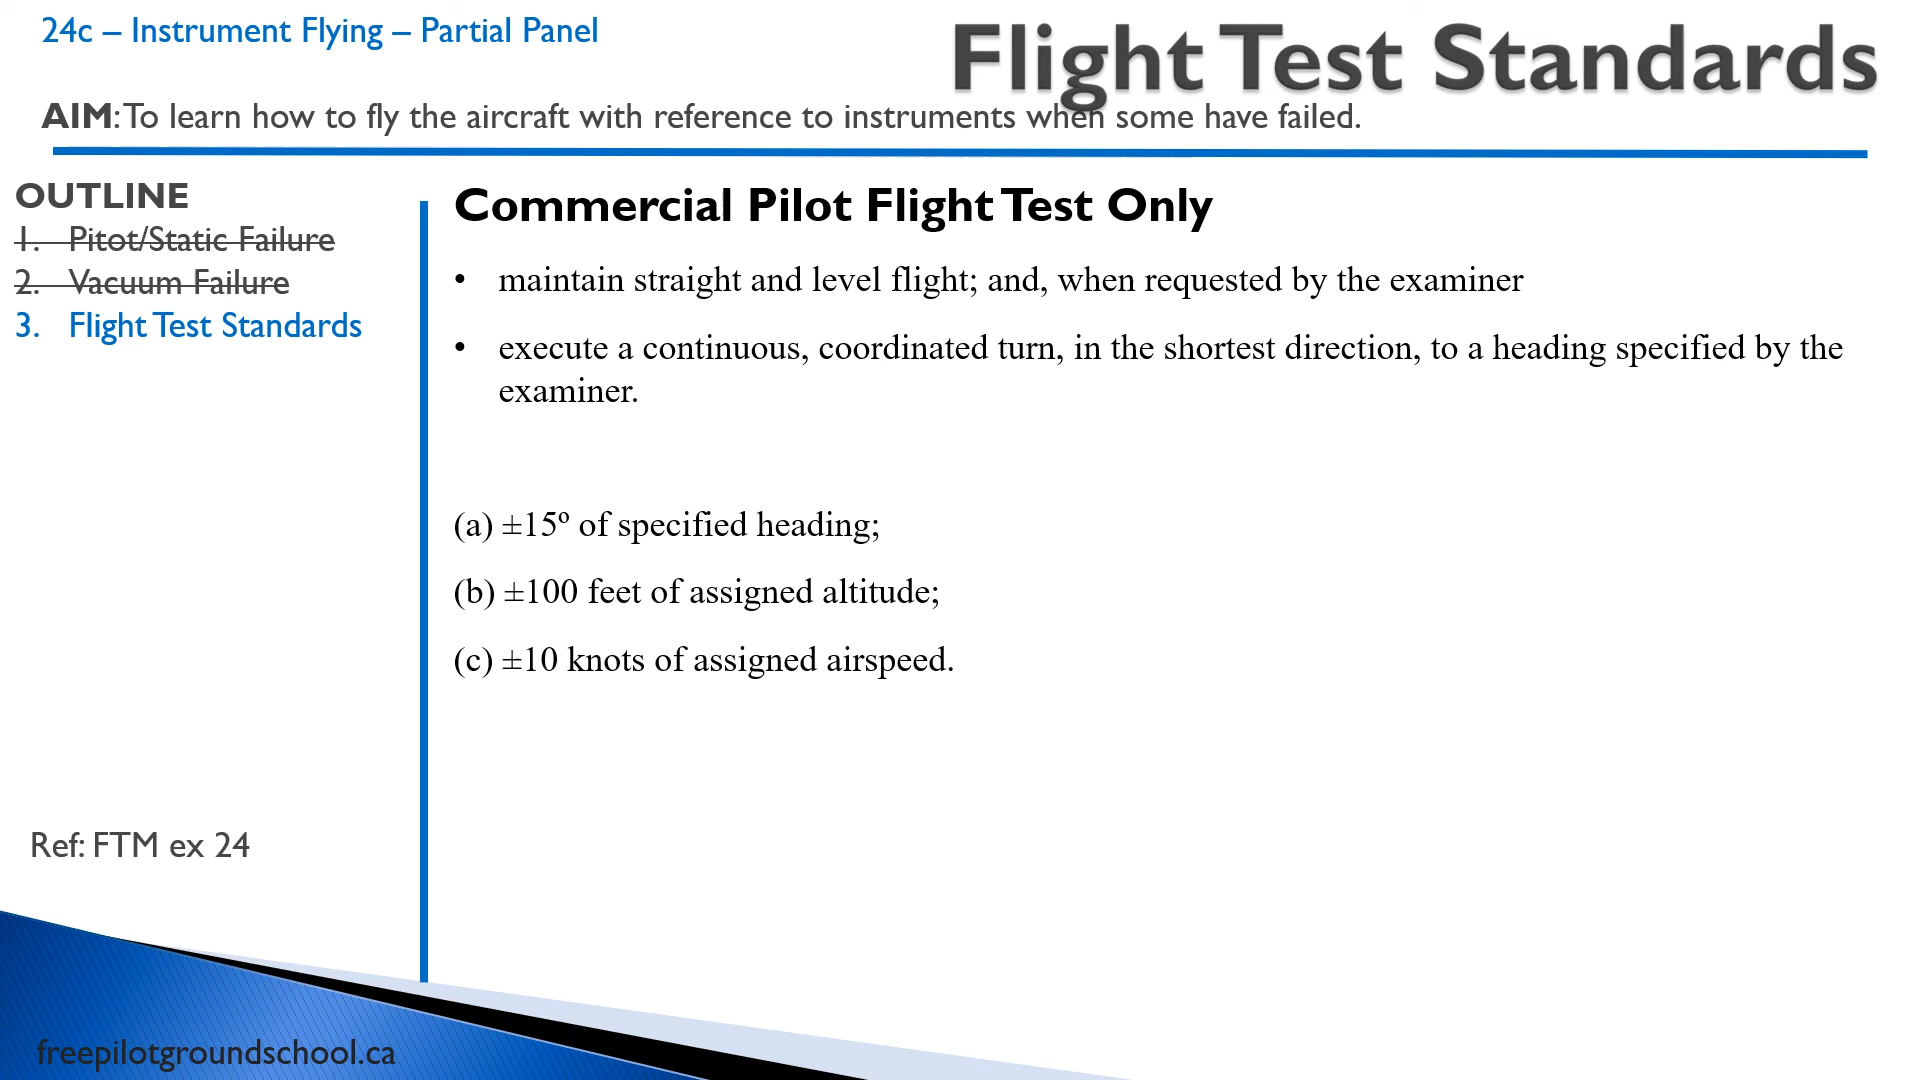 24c – Instrument Flying – Partial Panel
Flight Test Standards
AIM: To learn how to fly the aircraft with reference to instruments when some have failed.
OUTLINE
1. Pitot/Static Failure
2. Vacuum Failure
3. Flight Test Standards
Commercial Pilot Flight Test Only
• maintain straight and level flight; and, when requested by the examiner
• execute a continuous, coordinated turn, in the shortest direction, to a heading specified by the
examiner.
(a) ±15º of specified heading;
(b) ±100 feet of assigned altitude;
(c) ±10 knots of assigned airspeed.
Ref: FTM ex 24
freepilotgroundschool.ca